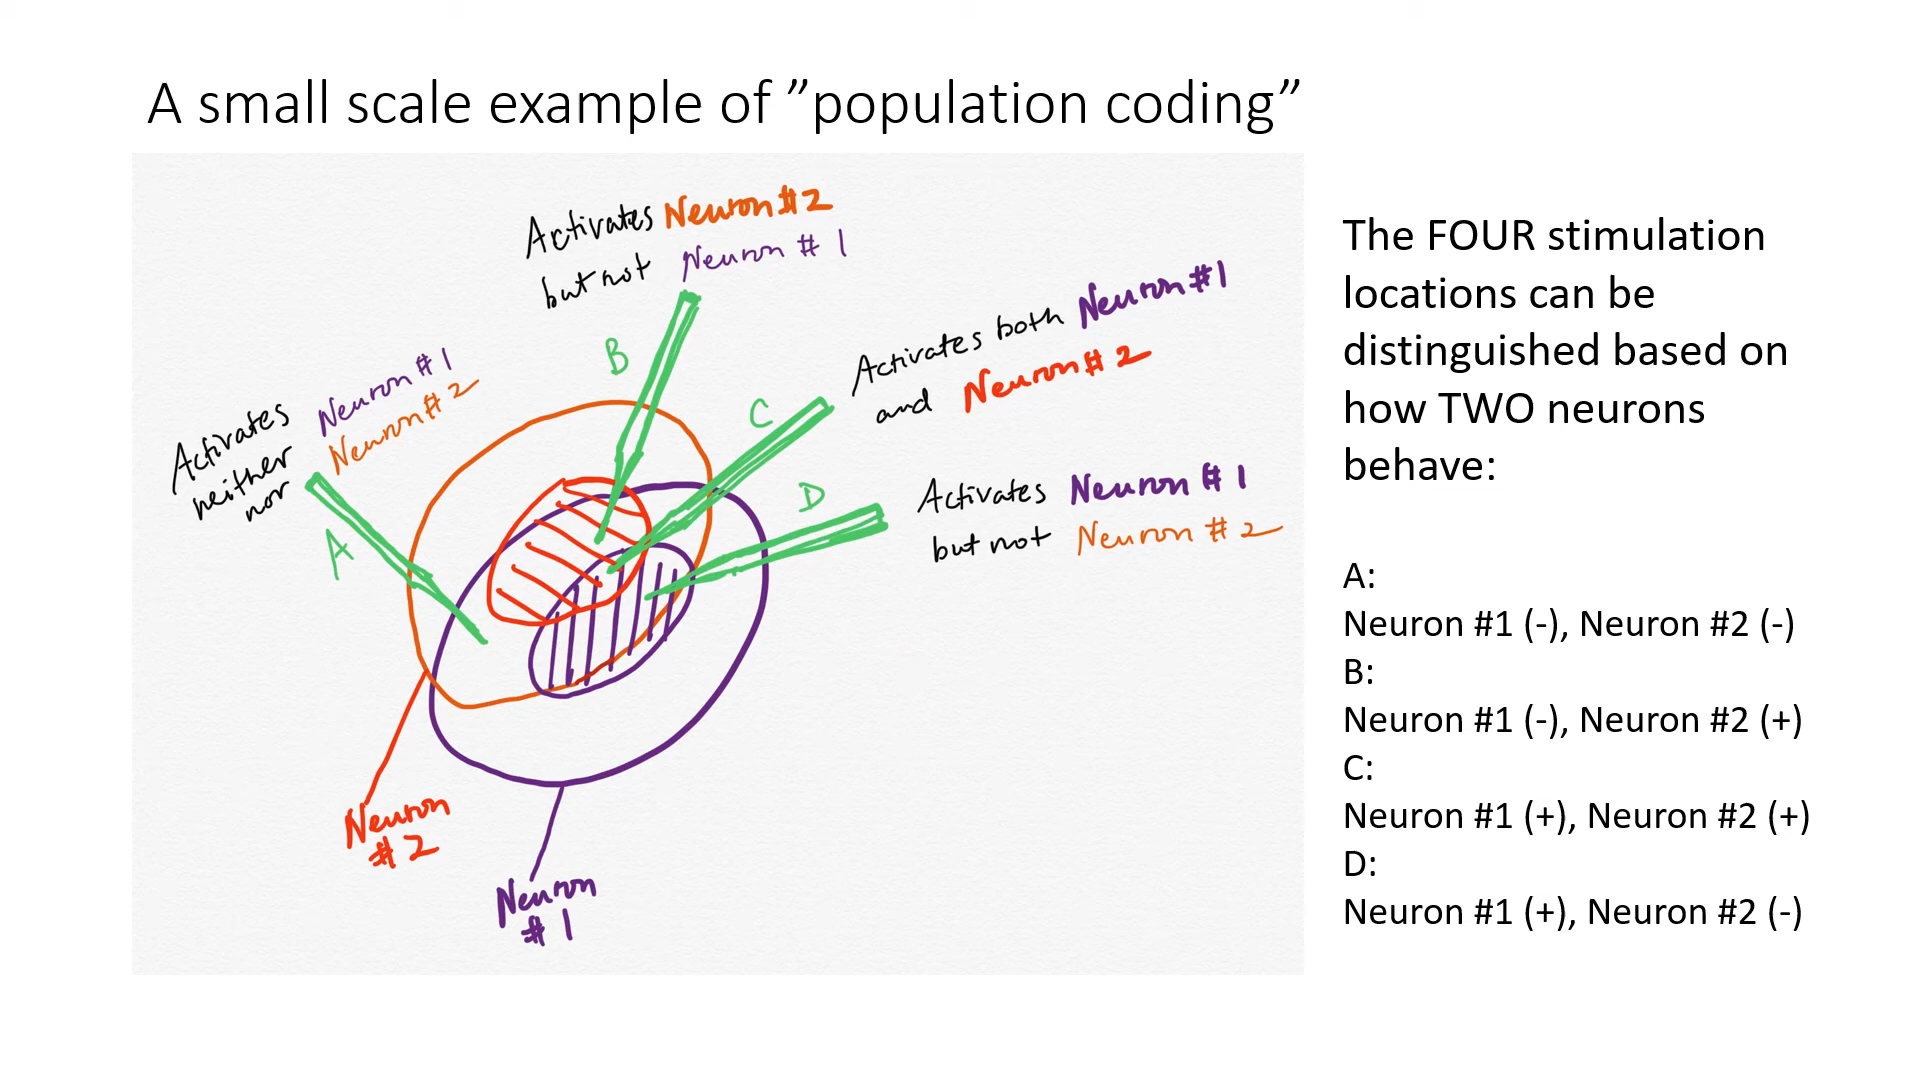 A small scale example of ”population coding”
Activates Neuron #2
but not Neuron # 1
Activates both Neuron #1
and Neuron # 2
B
C
Activates Neuron # 1
neither Neuron # 2
nor
A
D
Activates Neuron # 1
but not Neuron # 2
Neuron
# 2
Neuron
# 1
The FOUR stimulation
locations can be
distinguished based on
how TWO neurons
behave:
A:
Neuron #1 (-), Neuron #2 (-)
B:
Neuron #1 (-), Neuron #2 (+)
C:
Neuron #1 (+), Neuron #2 (+)
D:
Neuron #1 (+), Neuron #2 (-)